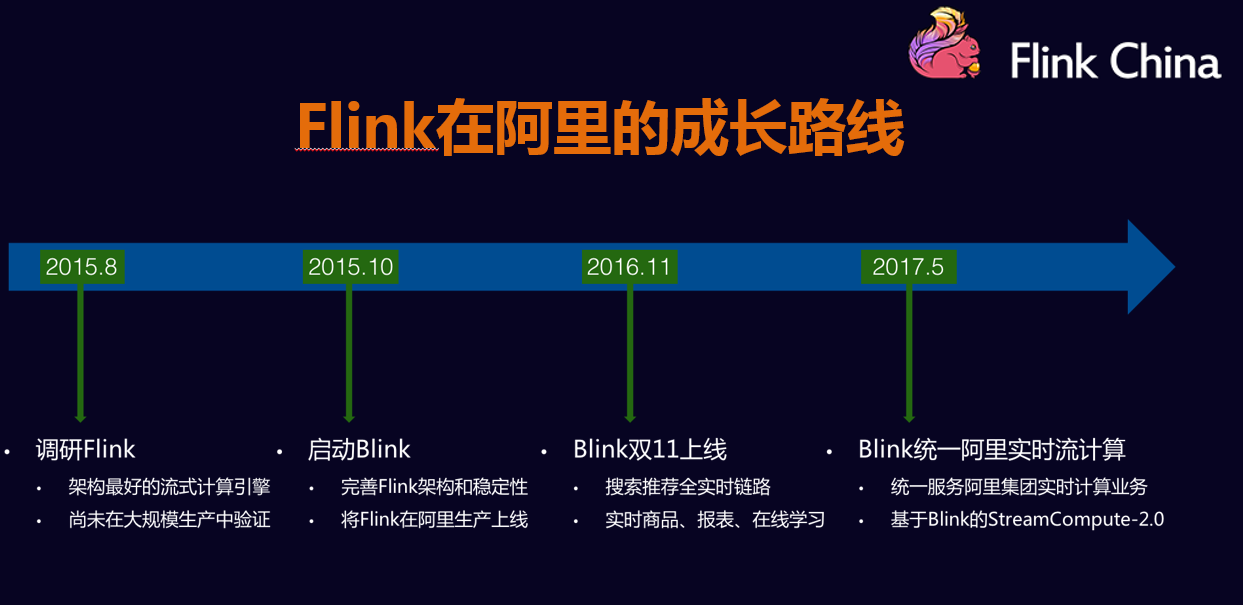 Flink China
Flink在阿里的成长路线
2015.8
2015.10
2016.11
2017.5
• 调研Flink
• 架构最好的流式计算引擎
• 尚未在大规模生产中验证
• 启动Blink
• 完善Flink架构和稳定性
• 将Flink在阿里生产上线
• Blink双11上线
• 搜索推荐全实时链路
• 实时商品、报表、在线学习
• Blink统一阿里实时流计算
• 统一服务阿里集团实时计算业务
• 基于Blink的StreamCompute-2.0